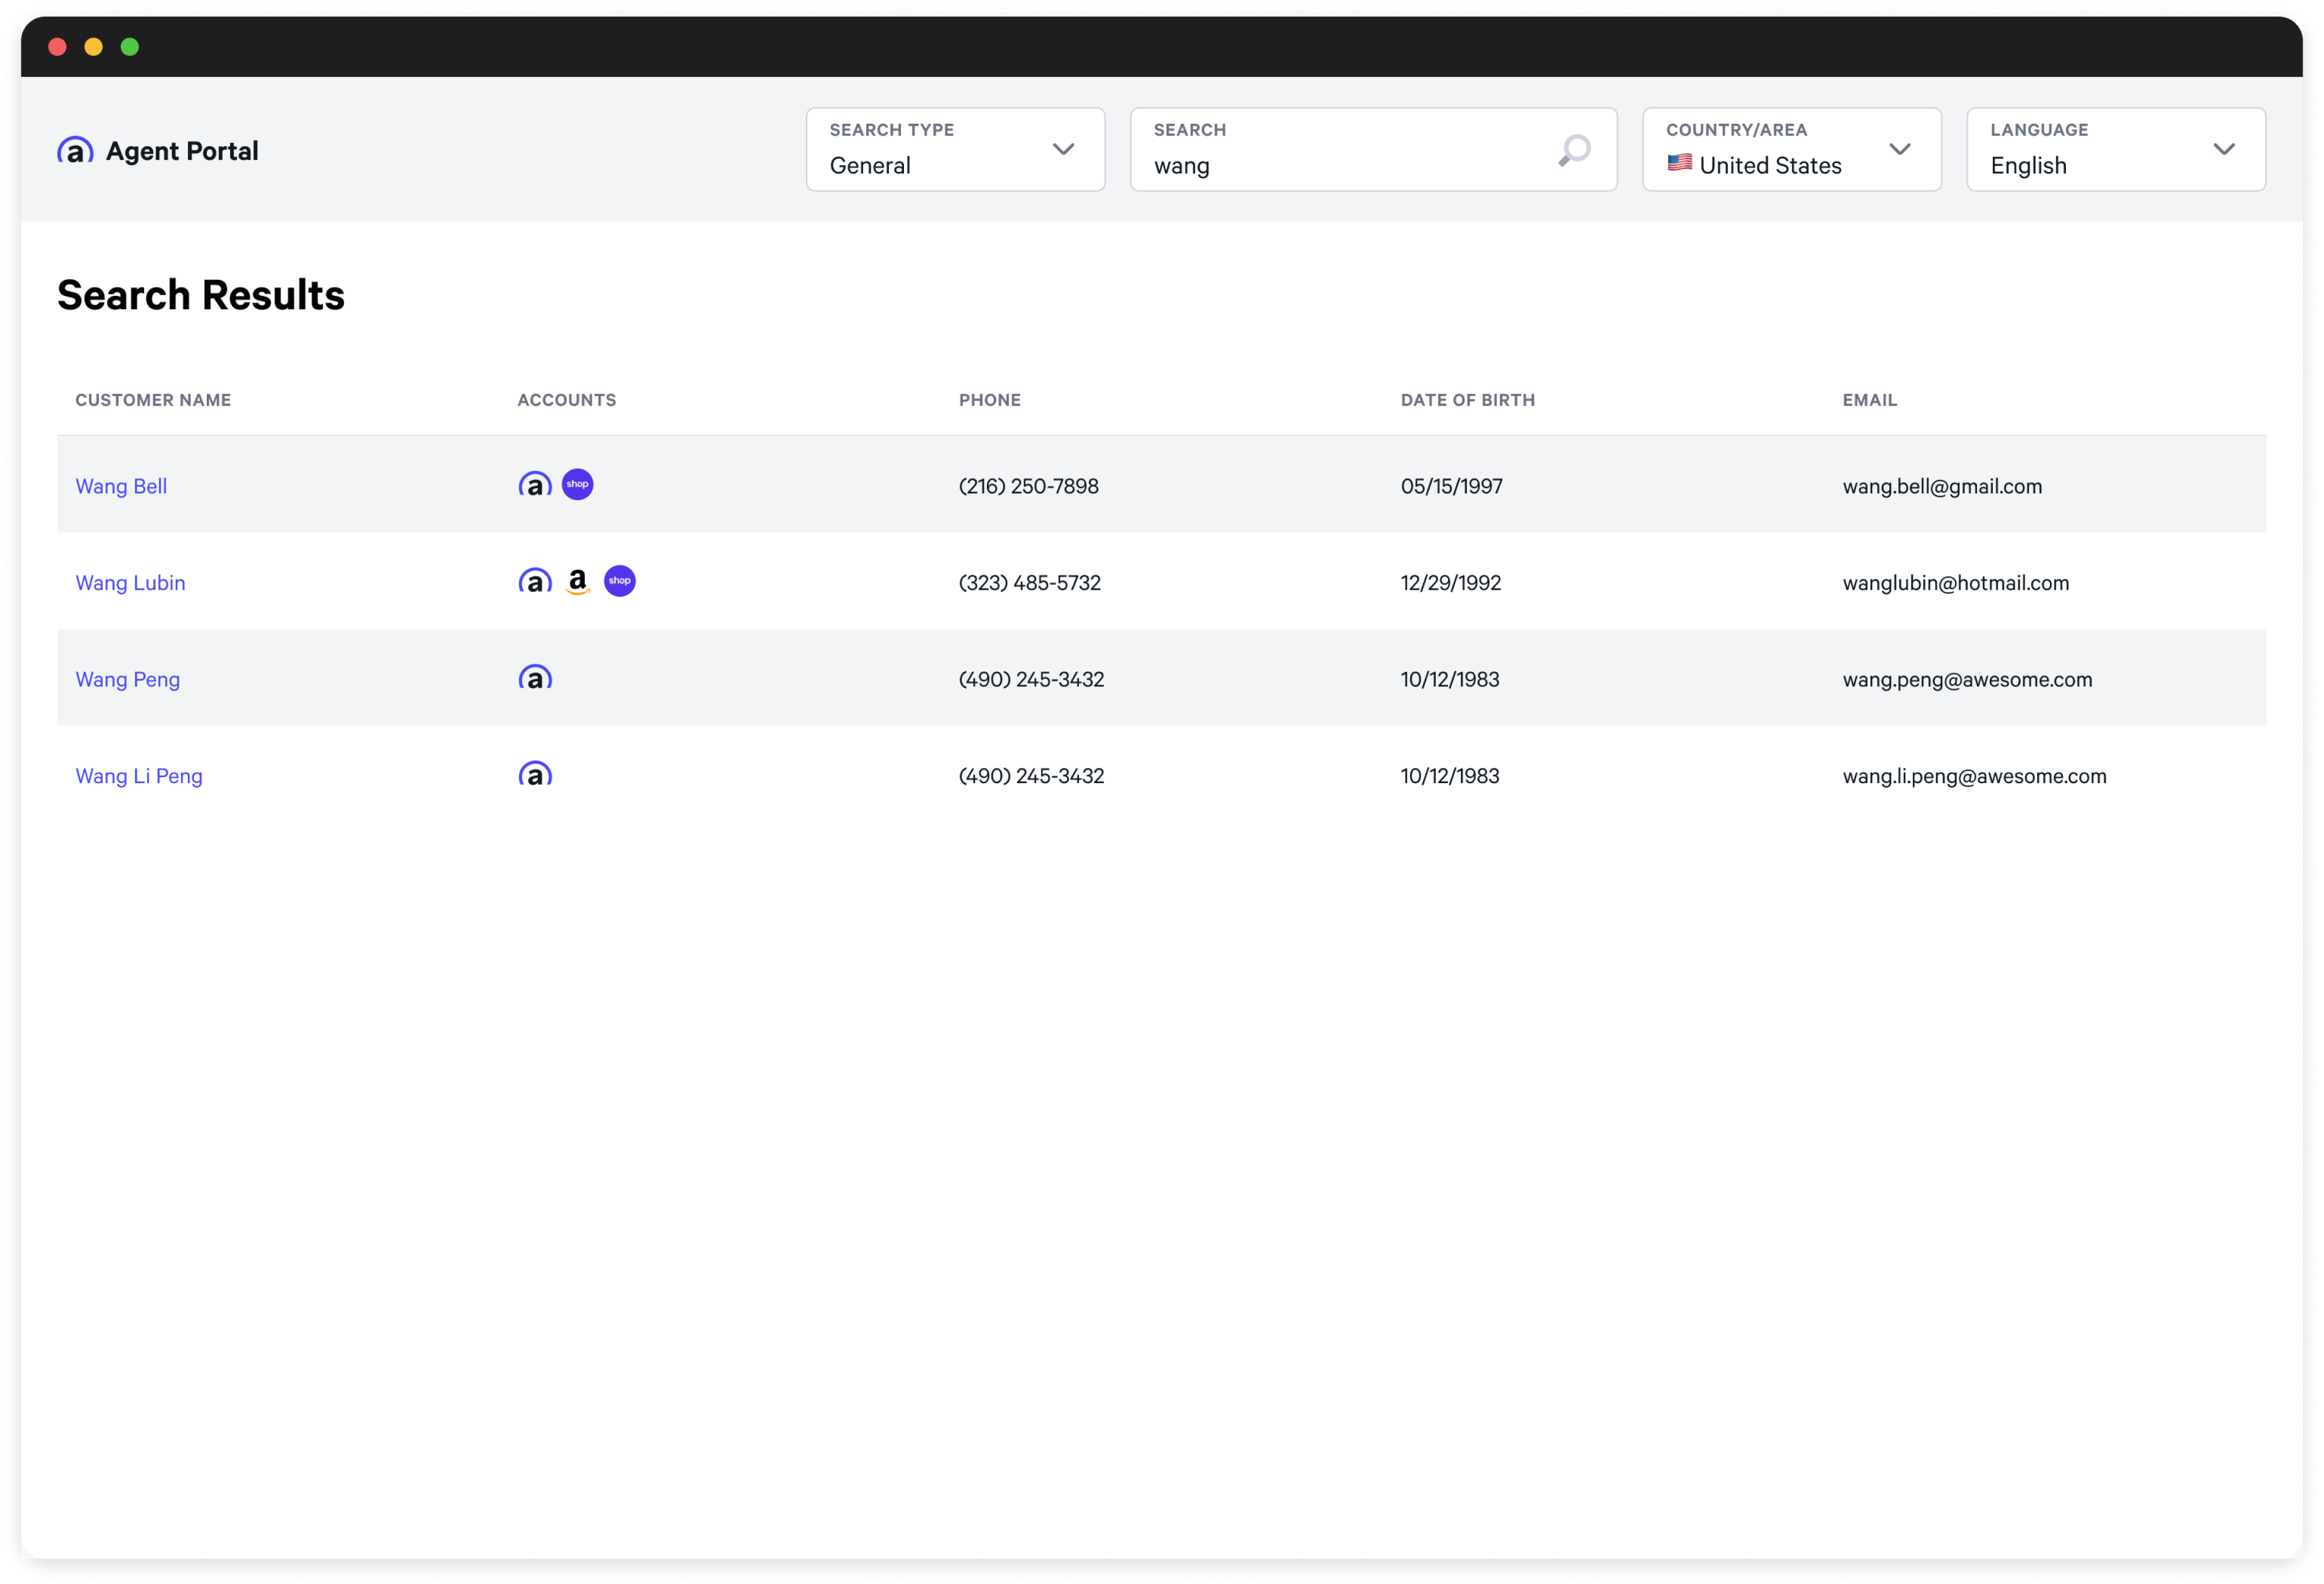 a Agent Portal
SEARCH TYPE
General
SEARCH
wang
COUNTRY/AREA
United States
LANGUAGE
English
Search Results
CUSTOMER NAME ACCOUNTS PHONE DATE OF BIRTH EMAIL
Wang Bell a shop (216) 250-7898 05/15/1997 wang.bell@gmail.com
Wang Lubin a a shop (323) 485-5732 12/29/1992 wanglubin@hotmail.com
Wang Peng a (490) 245-3432 10/12/1983 wang.peng@awesome.com
Wang Li Peng a (490) 245-3432 10/12/1983 wang.li.peng@awesome.com